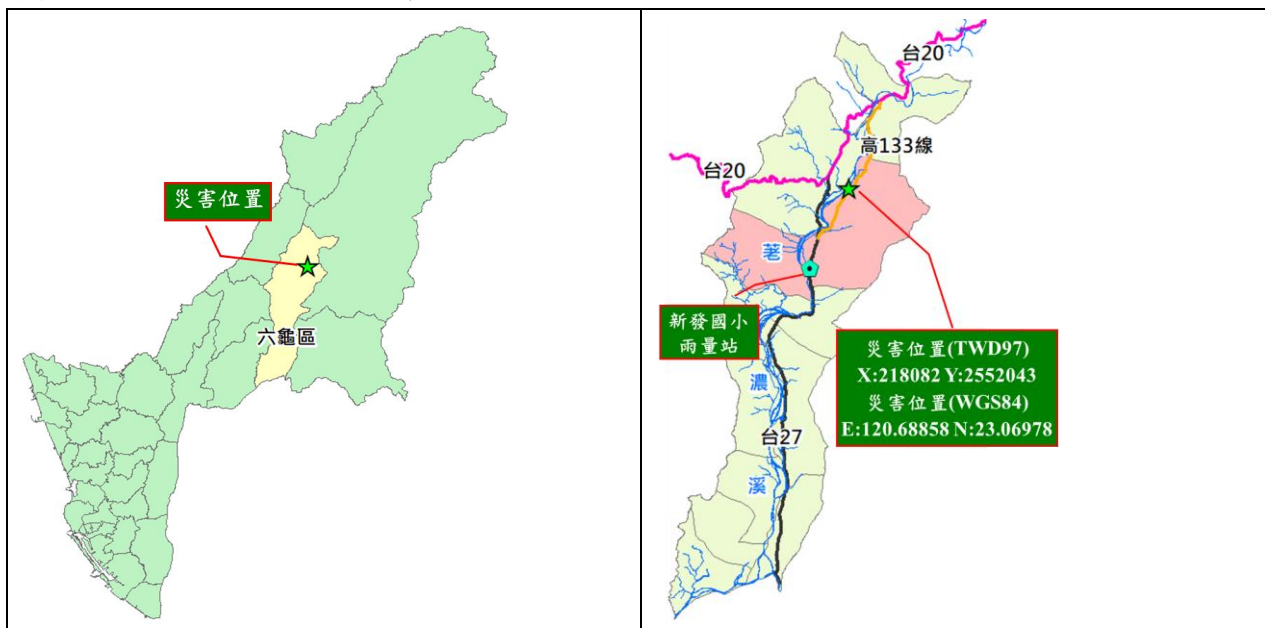 災害位置
六龜區
台20
高133線
台20
荖
新發國小
雨量站
災害位置(TWD97)
X:218082 Y:2552043
災害位置(WGS84)
E:120.68858 N:23.06978
濃
台27
溪